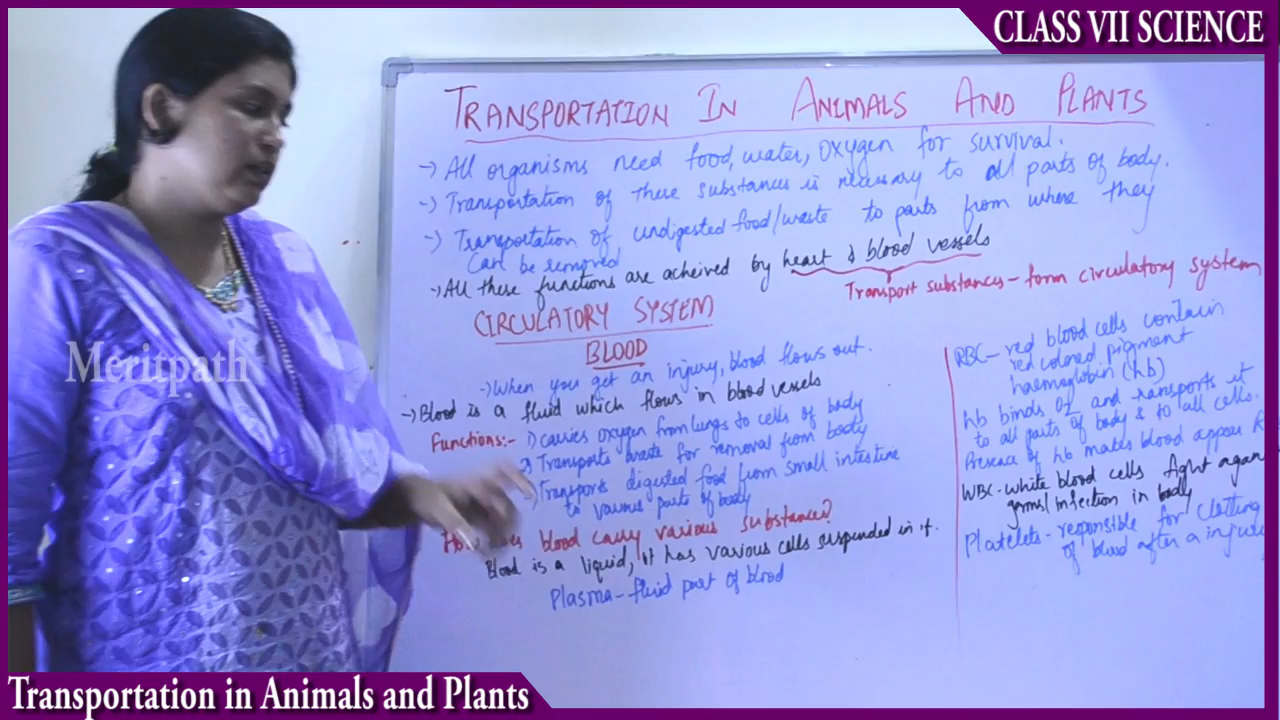 CLASS VII SCIENCE
TRANSPORTATION IN ANIMALS AND PLANTS
-) All organisms need food, water, oxygen for survival.
-) Transportation of these substances is necessary to all parts of body.
-) Transportation of undigested food/waste to parts from where they
can be removed
-) All these functions are acheived by heart & blood vessels
Transport substances - form circulatory system
CIRCULATORY SYSTEM
BLOOD
-) When you get an injury, blood flows out.
-) Blood is a fluid which flows in blood vessels
Functions:-
1) carries oxygen from lungs to cells of body
2) Transports waste for removal from body
Transports digested food from small intestine
to various parts of body
How does blood carry various substances?
Blood is a liquid, it has various cells suspended in it.
Plasma - fluid part of blood
RBC - red blood cells contain
red colored pigment
haemoglobin (hb)
hb binds O2 and transports it
to all parts of body & to all cells.
Presence of hb makes blood appear R
WBC - white blood cells fight again
germs/infection in body
Platelets - reponsible for clotting
of blood after a injury
Meritpath
Transportation in Animals and Plants